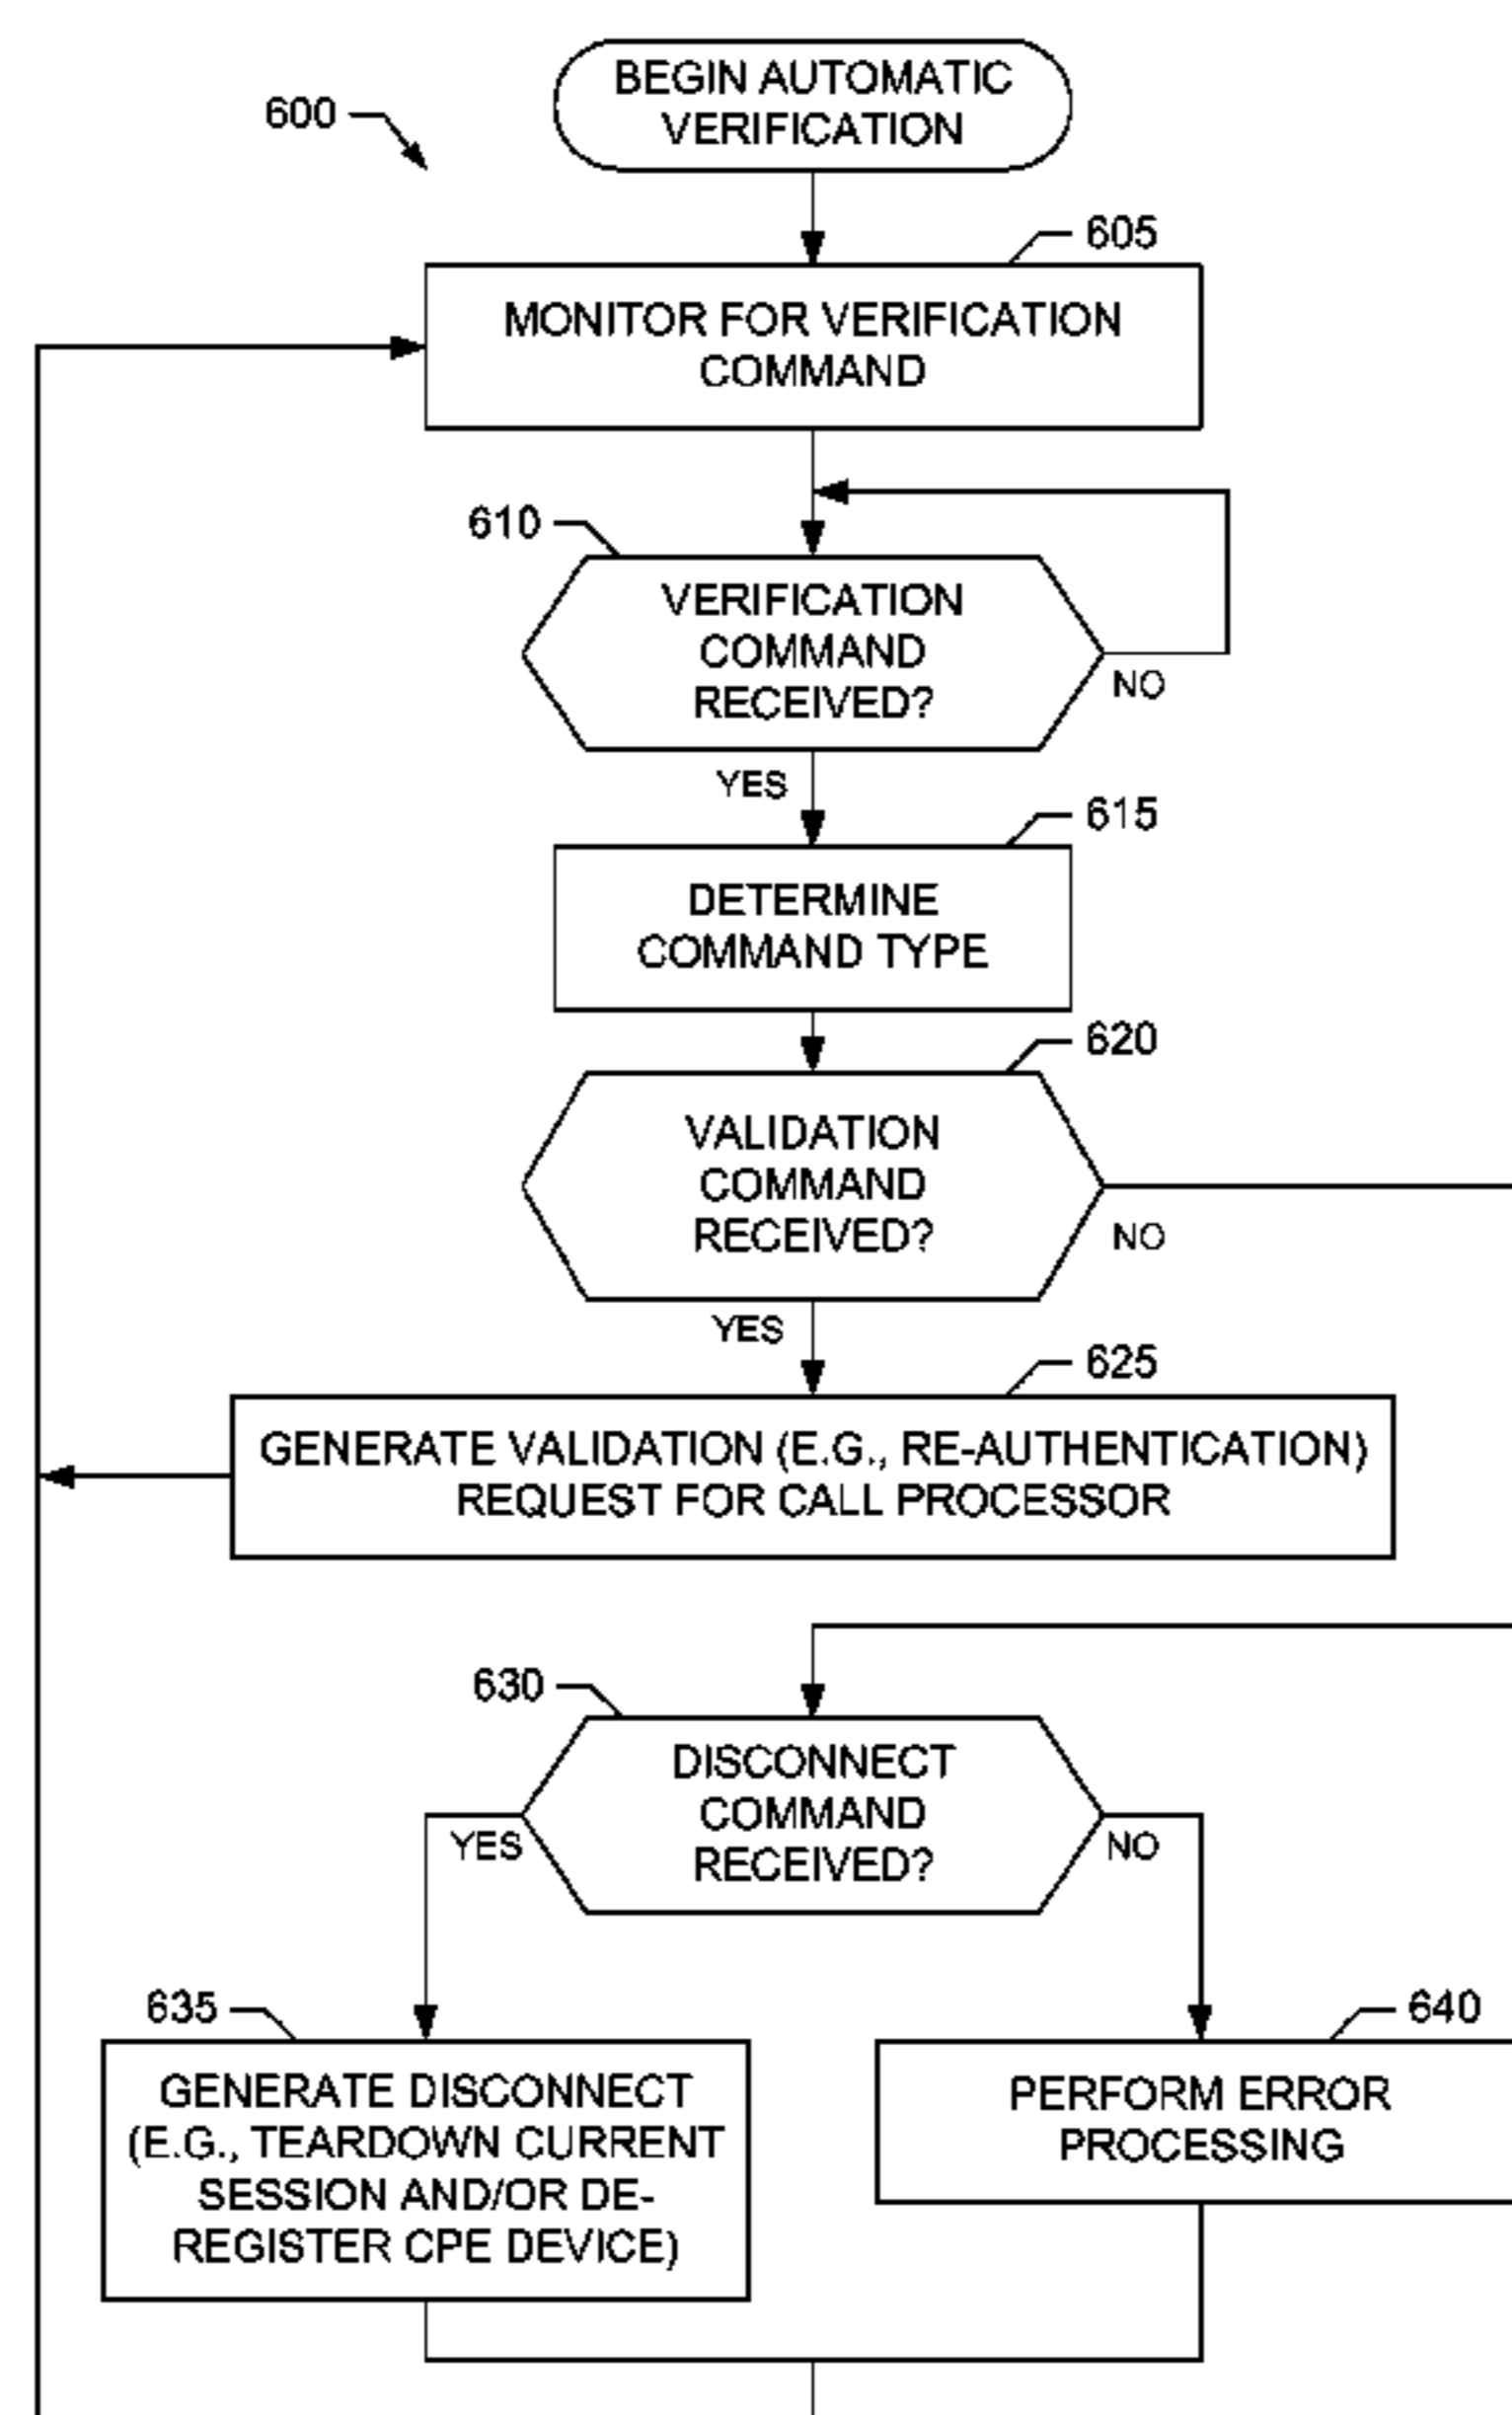 BEGIN AUTOMATIC
VERIFICATION
600
605
MONITOR FOR VERIFICATION
COMMAND
610
VERIFICATION
COMMAND
RECEIVED?
NO
YES
615
DETERMINE
COMMAND TYPE
620
VALIDATION
COMMAND
RECEIVED?
NO
YES
625
GENERATE VALIDATION (E.G., RE-AUTHENTICATION)
REQUEST FOR CALL PROCESSOR
630
DISCONNECT
COMMAND
RECEIVED?
YES
NO
635
GENERATE DISCONNECT
(E.G., TEARDOWN CURRENT
SESSION AND/OR DE-
REGISTER CPE DEVICE)
640
PERFORM ERROR
PROCESSING